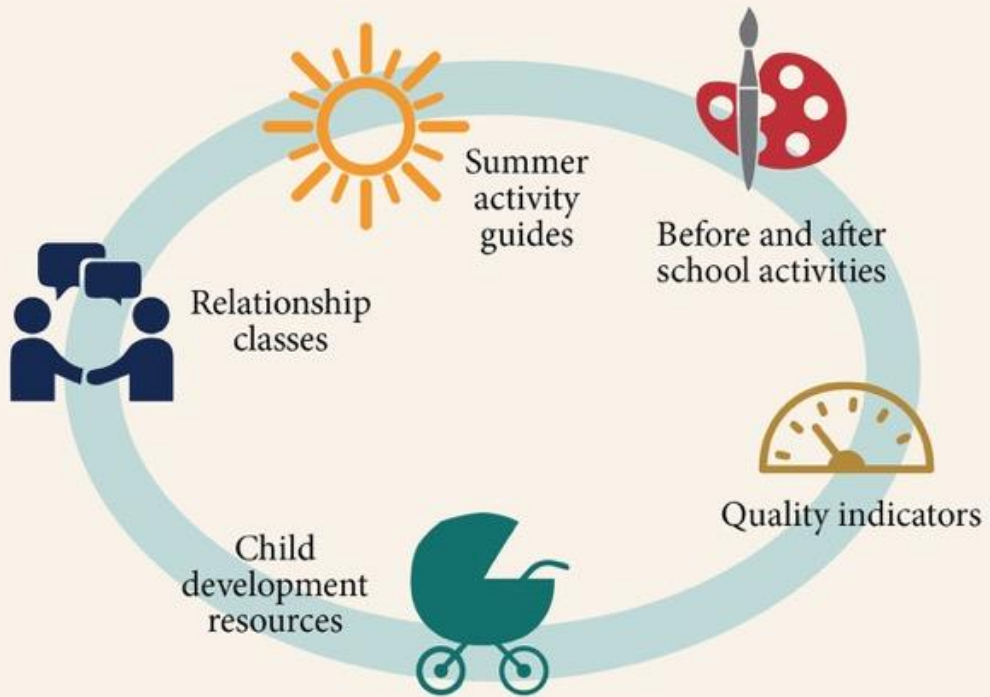 Summer
activity
guides
Before and after
school activities
Relationship
classes
Quality indicators
Child
development
resources